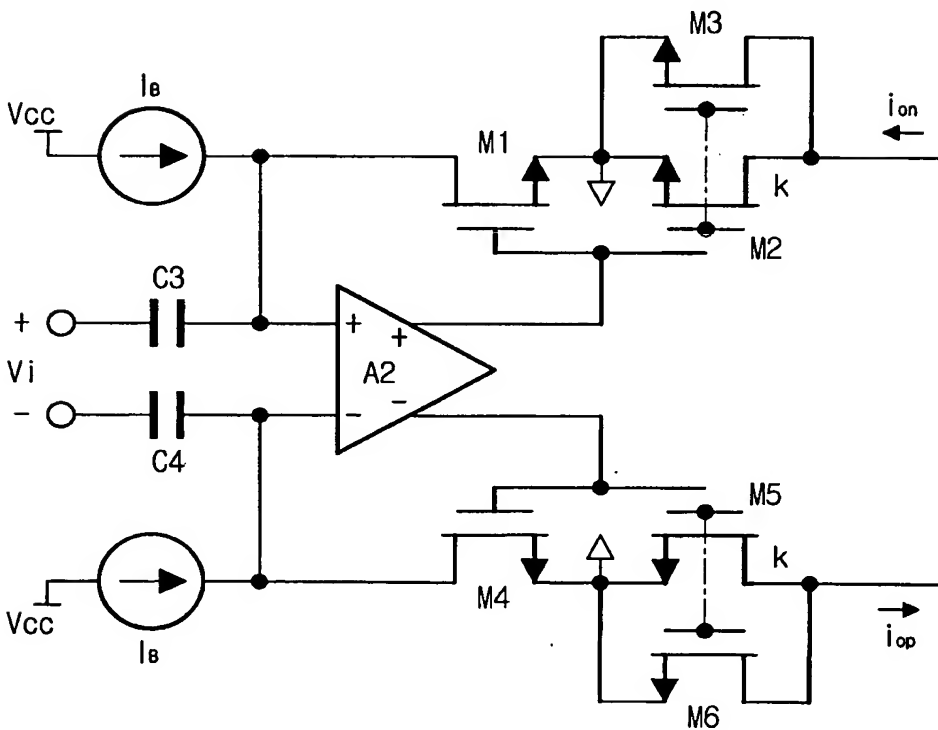 M3
IB
Vcc
ion
M1
k
M2
C3
+
+
+
Vi
A2
-
-
-
C4
M5
k
M4
Vcc
iop
IB
M6